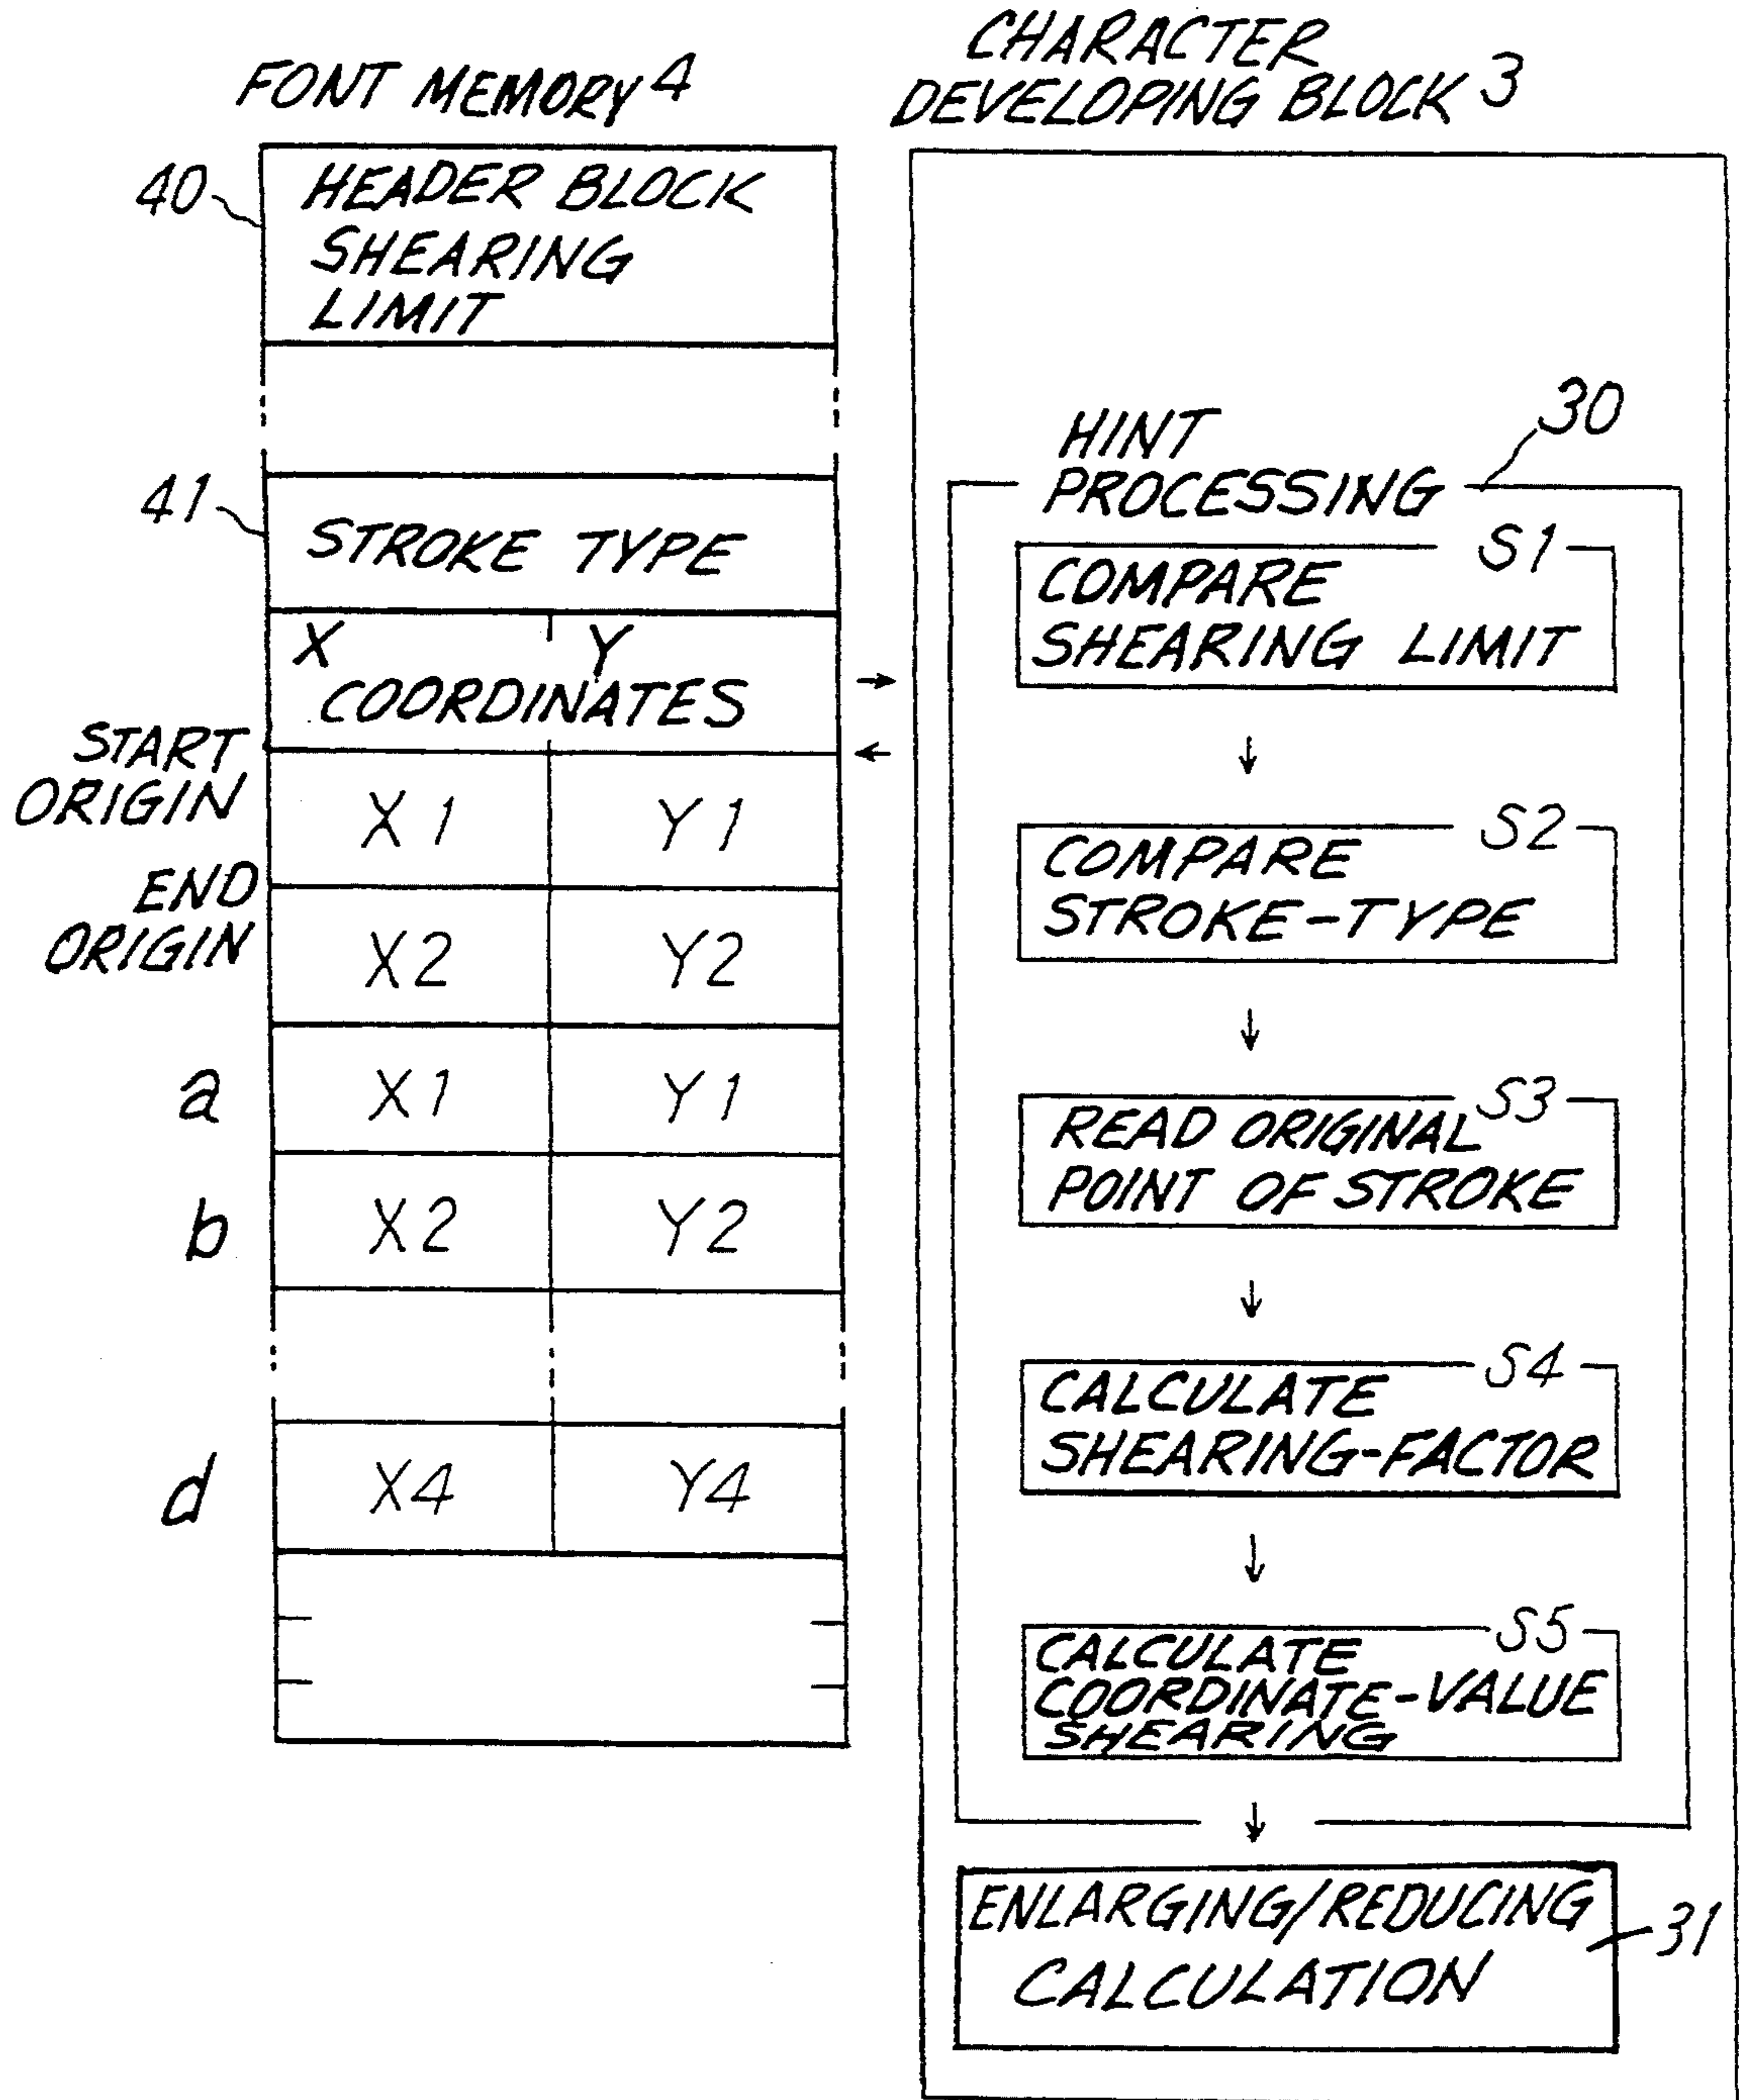 FONT MEMORY 4
40
HEADER BLOCK
SHEARING
LIMIT
41
STROKE TYPE
X Y
COORDINATES
START
ORIGIN
X1 Y1
END
ORIGIN
X2 Y2
a X1 Y1
b X2 Y2
d X4 Y4
CHARACTER
DEVELOPING BLOCK 3
HINT
PROCESSING
30
S1
COMPARE
SHEARING LIMIT
S2
COMPARE
STROKE-TYPE
S3
READ ORIGINAL
POINT OF STROKE
S4
CALCULATE
SHEARING-FACTOR
S5
CALCULATE
COORDINATE-VALUE
SHEARING
ENLARGING/REDUCING
CALCULATION
31